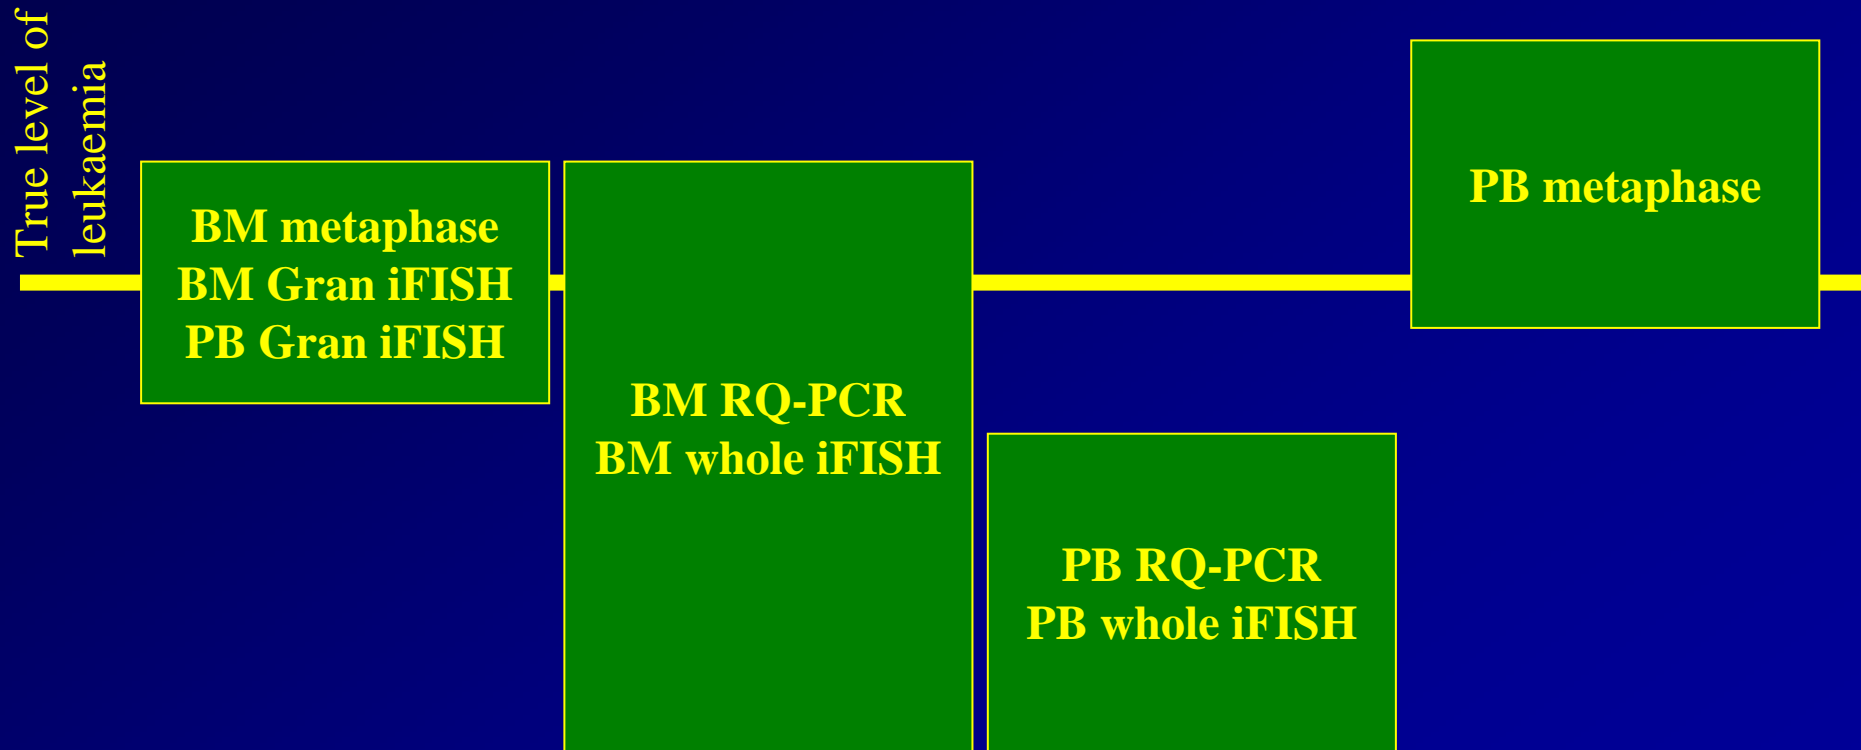 True level of
leukaemia
BM metaphase
BM Gran iFISH
PB Gran iFISH
BM RQ-PCR
BM whole iFISH
PB RQ-PCR
PB whole iFISH
PB metaphase